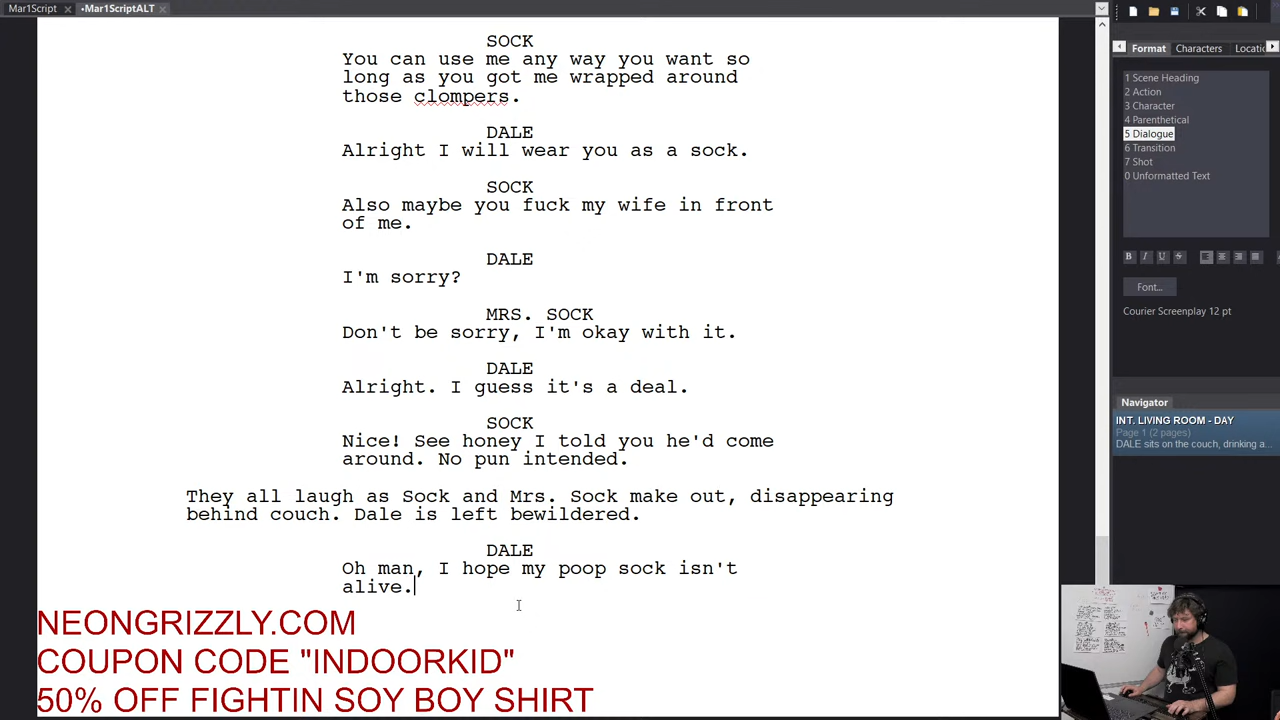 Mar1Script
•Mar1ScriptALT
SOCK
You can use me any way you want so
long as you got me wrapped around
those clompers.
DALE
Alright I will wear you as a sock.
SOCK
Also maybe you fuck my wife in front
of me.
DALE
I'm sorry?
MRS. SOCK
Don't be sorry, I'm okay with it.
DALE
Alright. I guess it's a deal.
SOCK
Nice! See honey I told you he'd come
around. No pun intended.
They all laugh as Sock and Mrs. Sock make out, disappearing
behind couch. Dale is left bewildered.
DALE
Oh man, I hope my poop sock isn't
alive.
NEONGRIZZLY.COM
COUPON CODE "INDOORKID"
50% OFF FIGHTIN SOY BOY SHIRT
Format Characters Locati
1 Scene Heading
2 Action
3 Character
4 Parenthetical
5 Dialogue
6 Transition
7 Shot
0 Unformatted Text
B I U S
Font...
Courier Screenplay 12 pt
Navigator
INT. LIVING ROOM - DAY
Page 1 (2 pages)
DALE sits on the couch, drinking a...